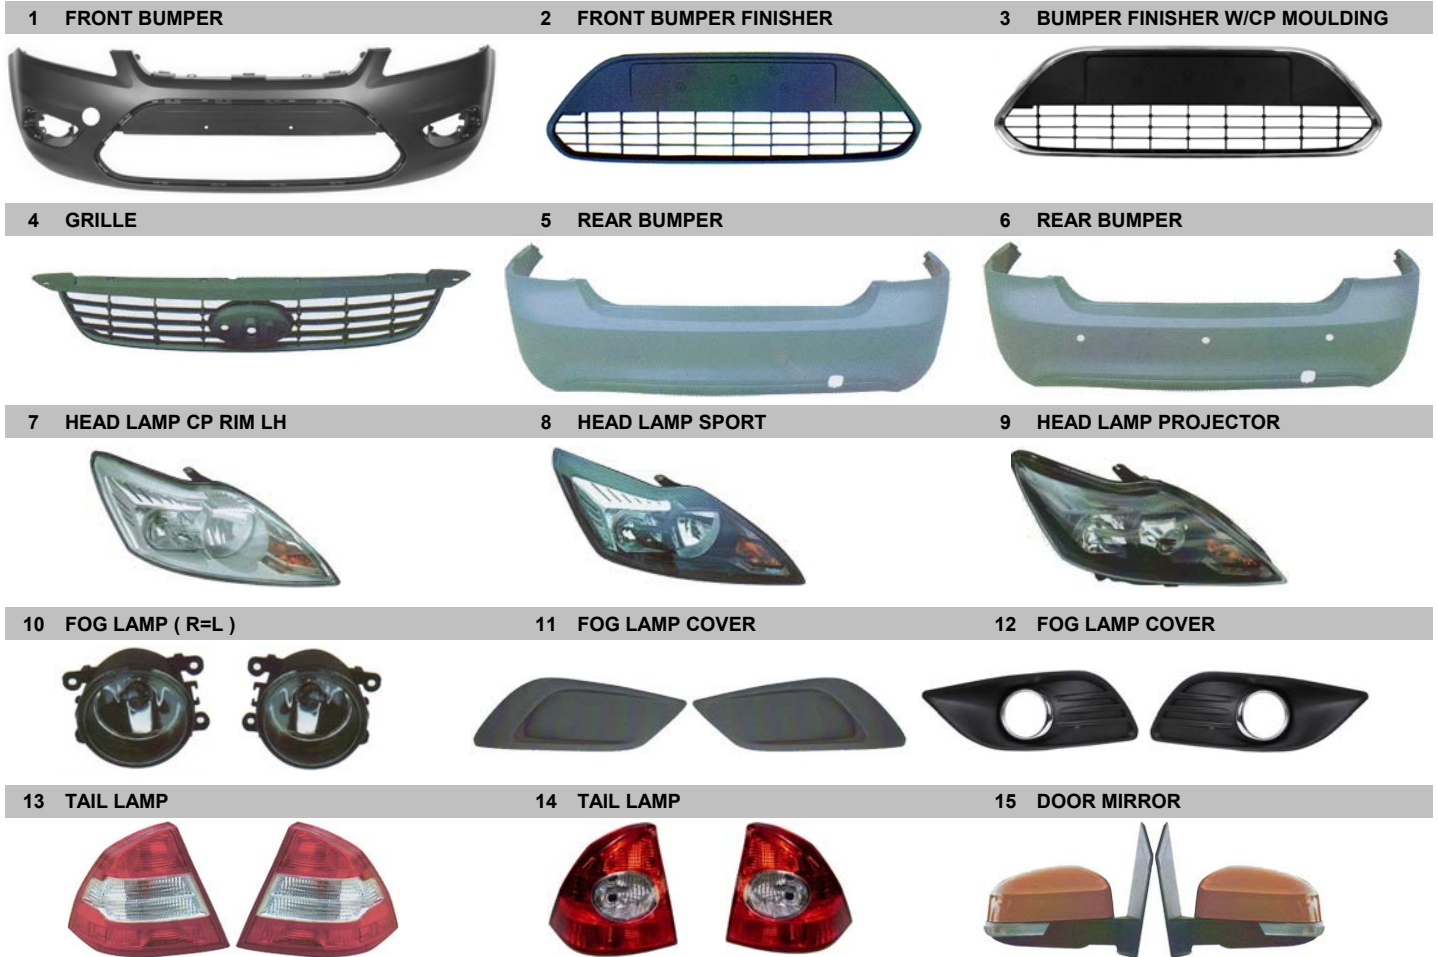 1 FRONT BUMPER
2 FRONT BUMPER FINISHER
3 BUMPER FINISHER W/CP MOULDING
4 GRILLE
5 REAR BUMPER
6 REAR BUMPER
7 HEAD LAMP CP RIM LH
8 HEAD LAMP SPORT
9 HEAD LAMP PROJECTOR
10 FOG LAMP ( R=L )
11 FOG LAMP COVER
12 FOG LAMP COVER
13 TAIL LAMP
14 TAIL LAMP
15 DOOR MIRROR